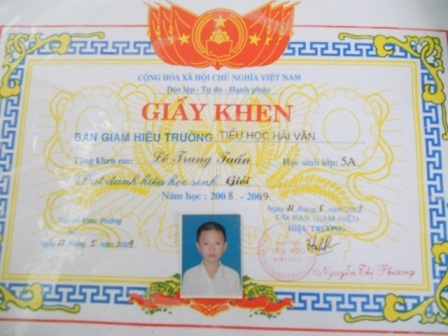 CỘNG HÒA XÃ HỘI CHỦ NGHĨA VIỆT NAM
Độc lập - Tự do - Hạnh phúc
GIẤY KHEN
BAN GIÁM HIỆU TRƯỜNG TIỂU HỌC HẢI VÂN
Tặng khen em: Lê Trung Tuấn Học sinh lớp: 5A
Đạt danh hiệu học sinh Giỏi
Năm học: 2008 - 2009
T/M BAN GIÁM HIỆU
HIỆU TRƯỞNG
Nguyễn Thị Phương